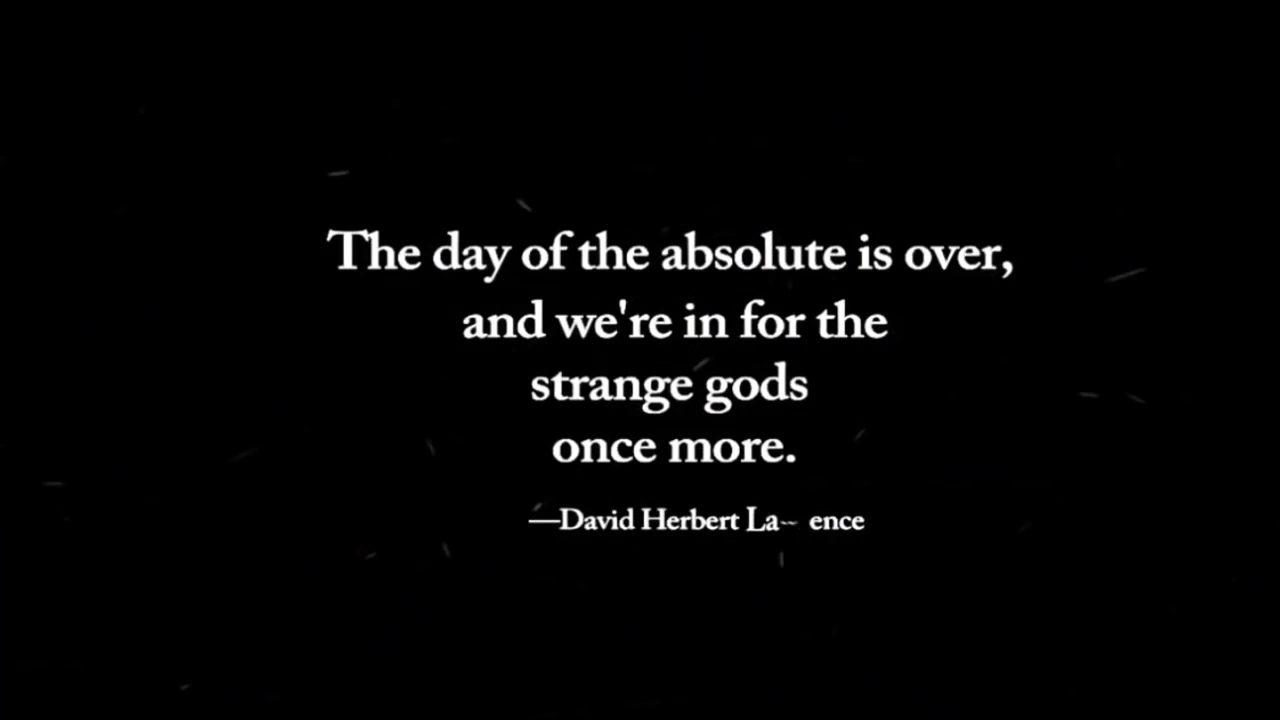 The day of the absolute is over,
and we're in for the
strange gods
once more.
—David Herbert